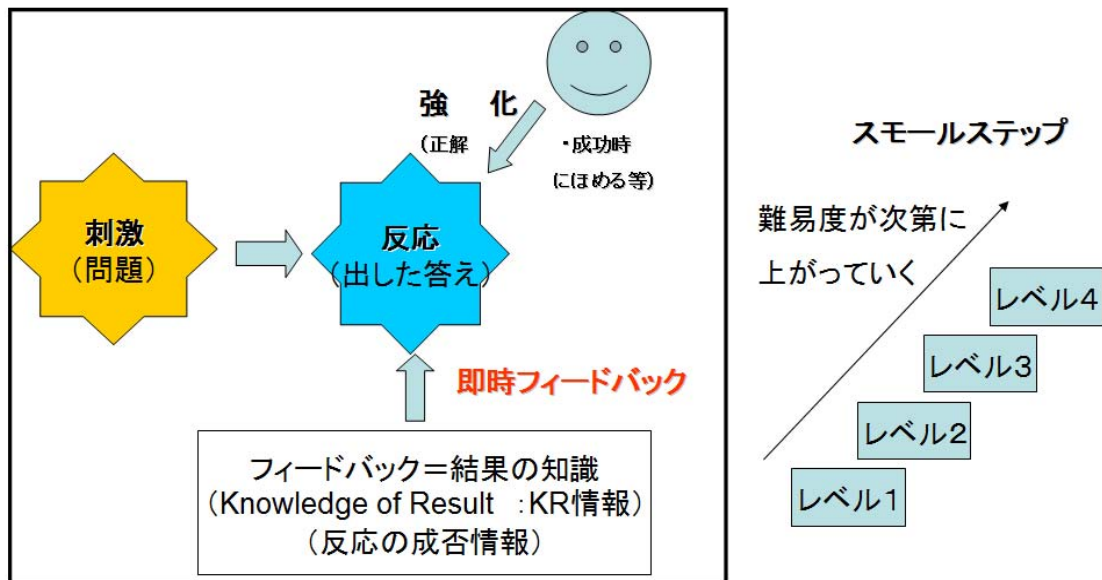 強 化
(正解 ・成功時
にほめる等)
刺激
(問題)
反応
(出した答え)
即時フィードバック
フィードバック=結果の知識
(Knowledge of Result :KR情報)
(反応の成否情報)
スモールステップ
難易度が次第に
上がっていく
レベル4
レベル3
レベル2
レベル1